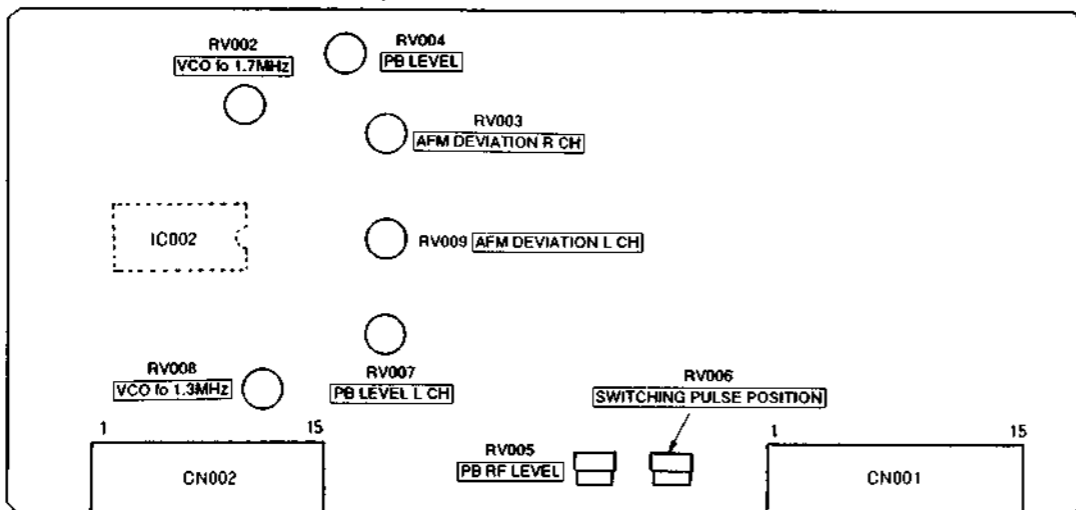 RV002
VCO fo 1.7MHz
RV004
PB LEVEL
RV003
AFM DEVIATION R CH
IC002
RV009 AFM DEVIATION L CH
RV008
VCO fo 1.3MHz
RV007
PB LEVEL L CH
RV006
SWITCHING PULSE POSITION
1 15
CN002
RV005
PB RF LEVEL
1 15
CN001